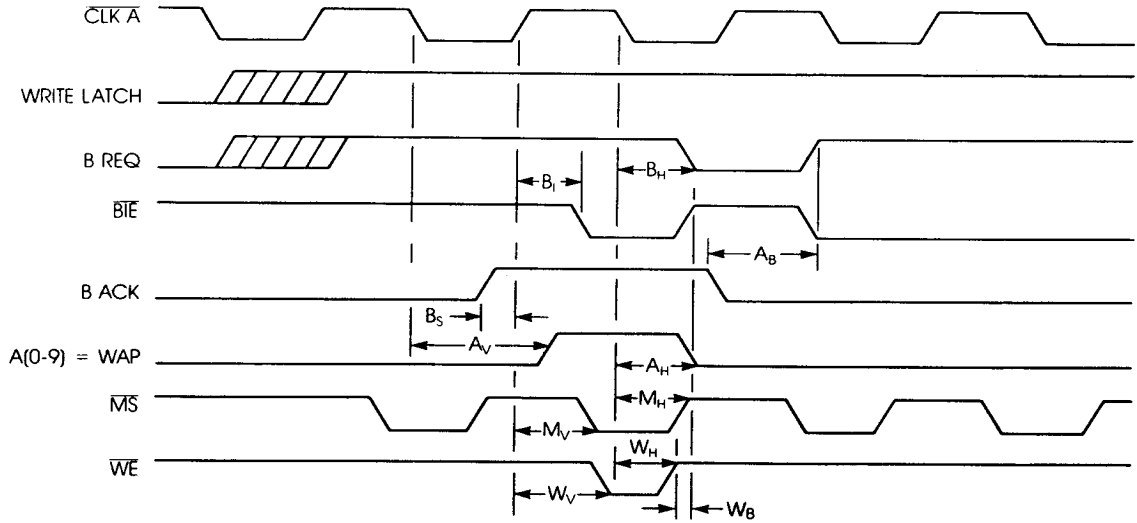 CLK A
WRITE LATCH
B REQ
B_I
B_H
BIE
A_B
B ACK
B_S
A_V
A(0-9) = WAP
A_H
MS
M_H
M_V
W_H
WE
W_V
W_B